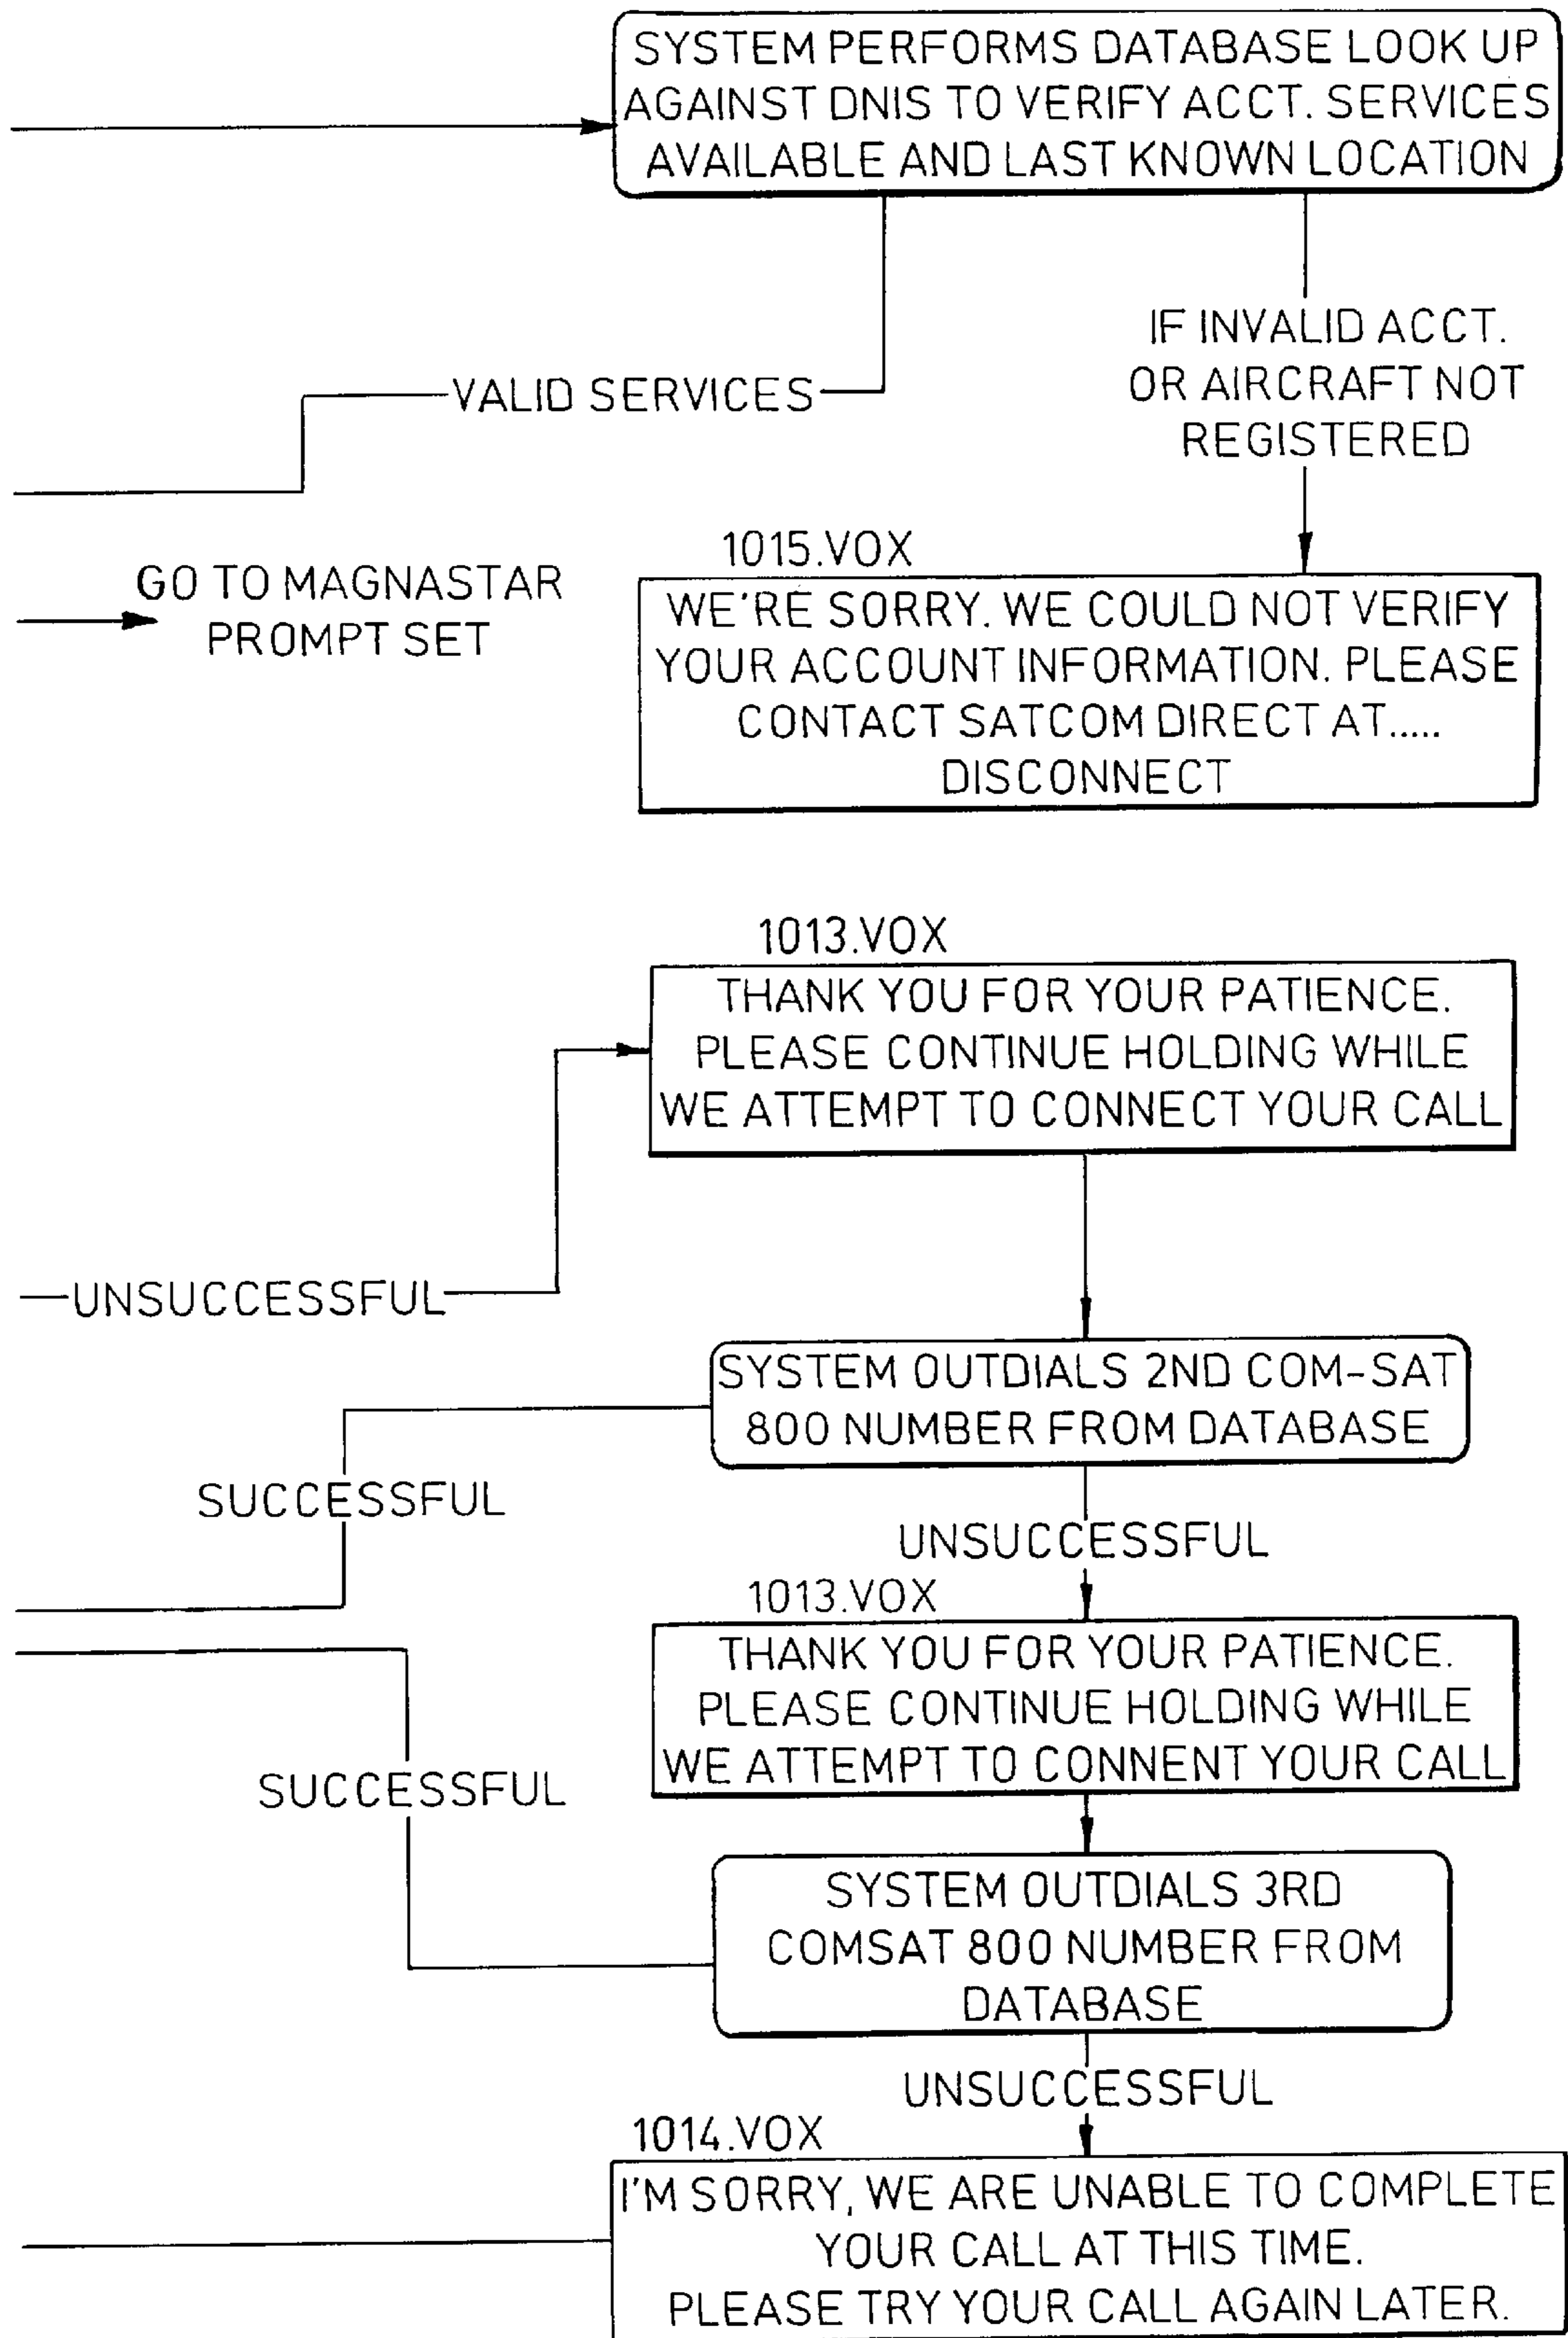 SYSTEM PERFORMS DATABASE LOOK UP
AGAINST DNIS TO VERIFY ACCT. SERVICES
AVAILABLE AND LAST KNOWN LOCATION
IF INVALID ACCT.
OR AIRCRAFT NOT
REGISTERED
VALID SERVICES
1015.VOX
GO TO MAGNASTAR
PROMPT SET
WE'RE SORRY. WE COULD NOT VERIFY
YOUR ACCOUNT INFORMATION. PLEASE
CONTACT SATCOM DIRECT AT.....
DISCONNECT
1013.VOX
THANK YOU FOR YOUR PATIENCE.
PLEASE CONTINUE HOLDING WHILE
WE ATTEMPT TO CONNECT YOUR CALL
UNSUCCESSFUL
SYSTEM OUTDIALS 2ND COM-SAT
800 NUMBER FROM DATABASE
SUCCESSFUL
UNSUCCESSFUL
1013.VOX
THANK YOU FOR YOUR PATIENCE.
PLEASE CONTINUE HOLDING WHILE
WE ATTEMPT TO CONNENT YOUR CALL
SUCCESSFUL
SYSTEM OUTDIALS 3RD
COMSAT 800 NUMBER FROM
DATABASE
UNSUCCESSFUL
1014.VOX
I'M SORRY, WE ARE UNABLE TO COMPLETE
YOUR CALL AT THIS TIME.
PLEASE TRY YOUR CALL AGAIN LATER.